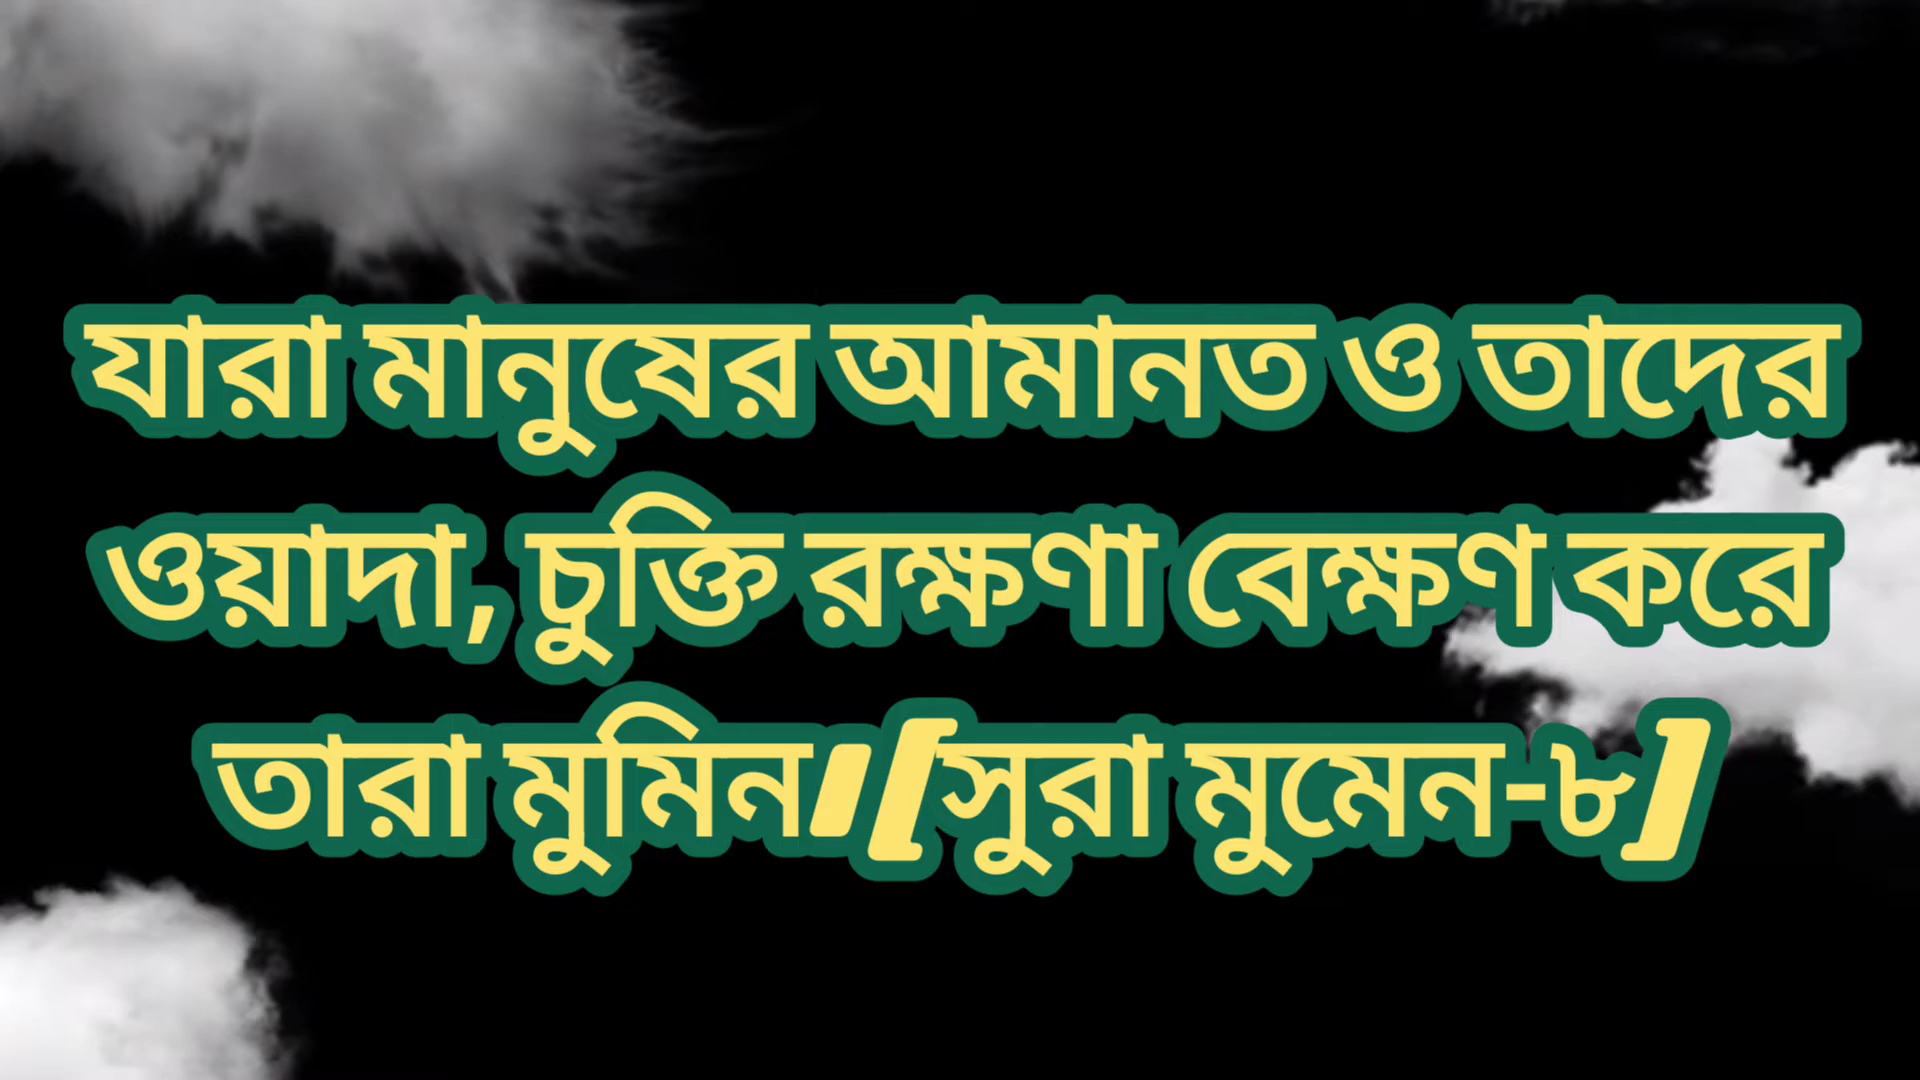 যারা মানুষের আমানত ও তাদের
ওয়াদা, চুক্তি রক্ষণা বেক্ষণ করে
তারা মুমিন।[সুরা মুমেন-৮]